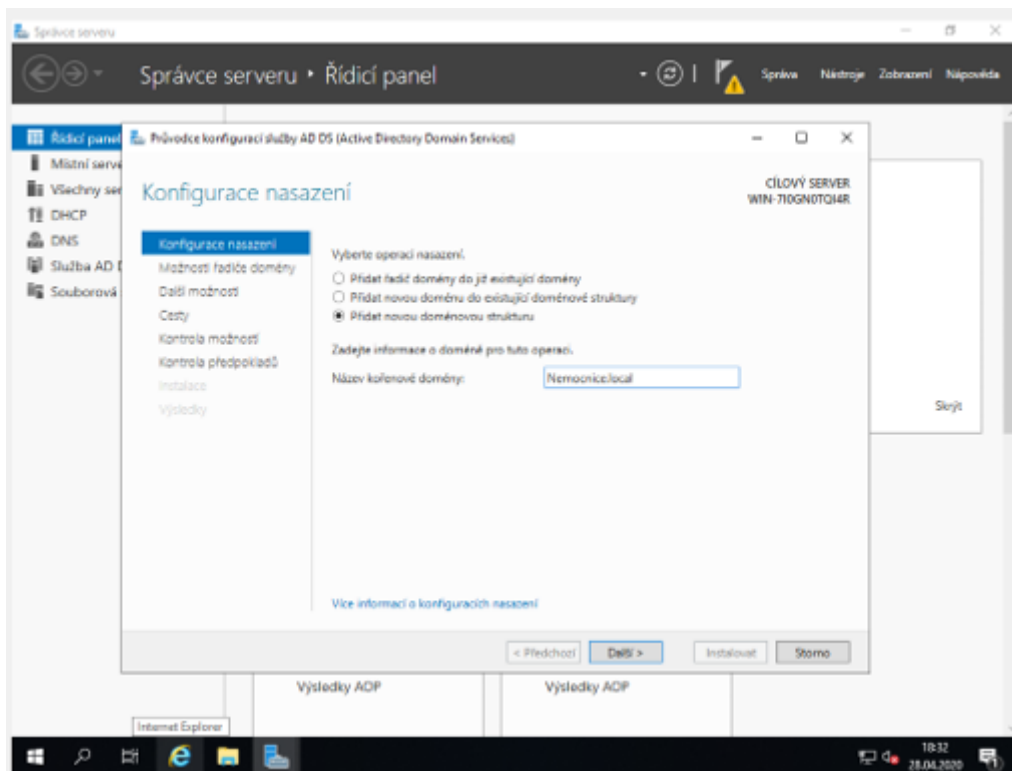 Správce serveru
Správce serveru • Řídicí panel
Správa Nástroje Zobrazení Nápověda
Řídicí panel
Místní serve
Všechny ser
DHCP
DNS
Služba AD D
Souborová
Průvodce konfigurací služby AD DS (Active Directory Domain Services)
Konfigurace nasazení
CÍLOVÝ SERVER
WIN-7I0GN0TQI4R
Konfigurace nasazení
Možnosti řadiče domény
Další možnosti
Cesty
Kontrola možností
Kontrola předpokladů
Instalace
Výsledky
Vyberte operaci nasazení.
Přidat řadič domény do již existující domény
Přidat novou doménu do existující doménové struktury
Přidat novou doménovou strukturu
Zadejte informace o doméně pro tuto operaci.
Název kořenové domény: Nemocnice.local
Více informací o konfiguracích nasazení
< Předchozí Další > Instalovat Storno
Skrýt
Výsledky AOP Výsledky AOP
Internet Explorer
18:32
28.04.2020